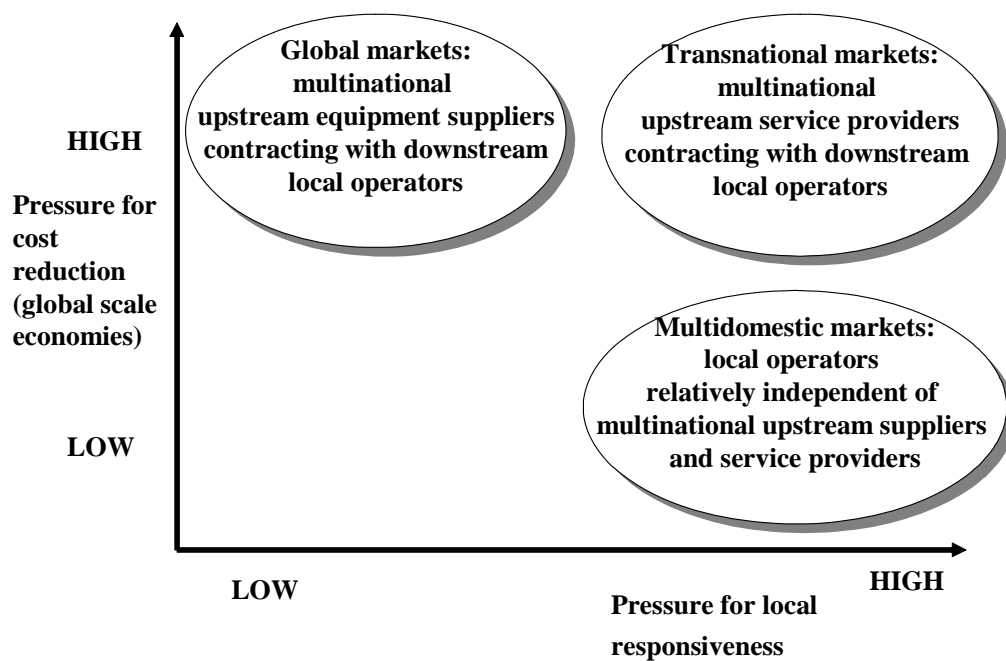 Global markets:
multinational
upstream equipment suppliers
contracting with downstream
local operators
Transnational markets:
multinational
upstream service providers
contracting with downstream
local operators
HIGH
Pressure for
cost
reduction
(global scale
economies)
Multidomestic markets:
local operators
relatively independent of
multinational upstream suppliers
and service providers
LOW
LOW
HIGH
Pressure for local
responsiveness